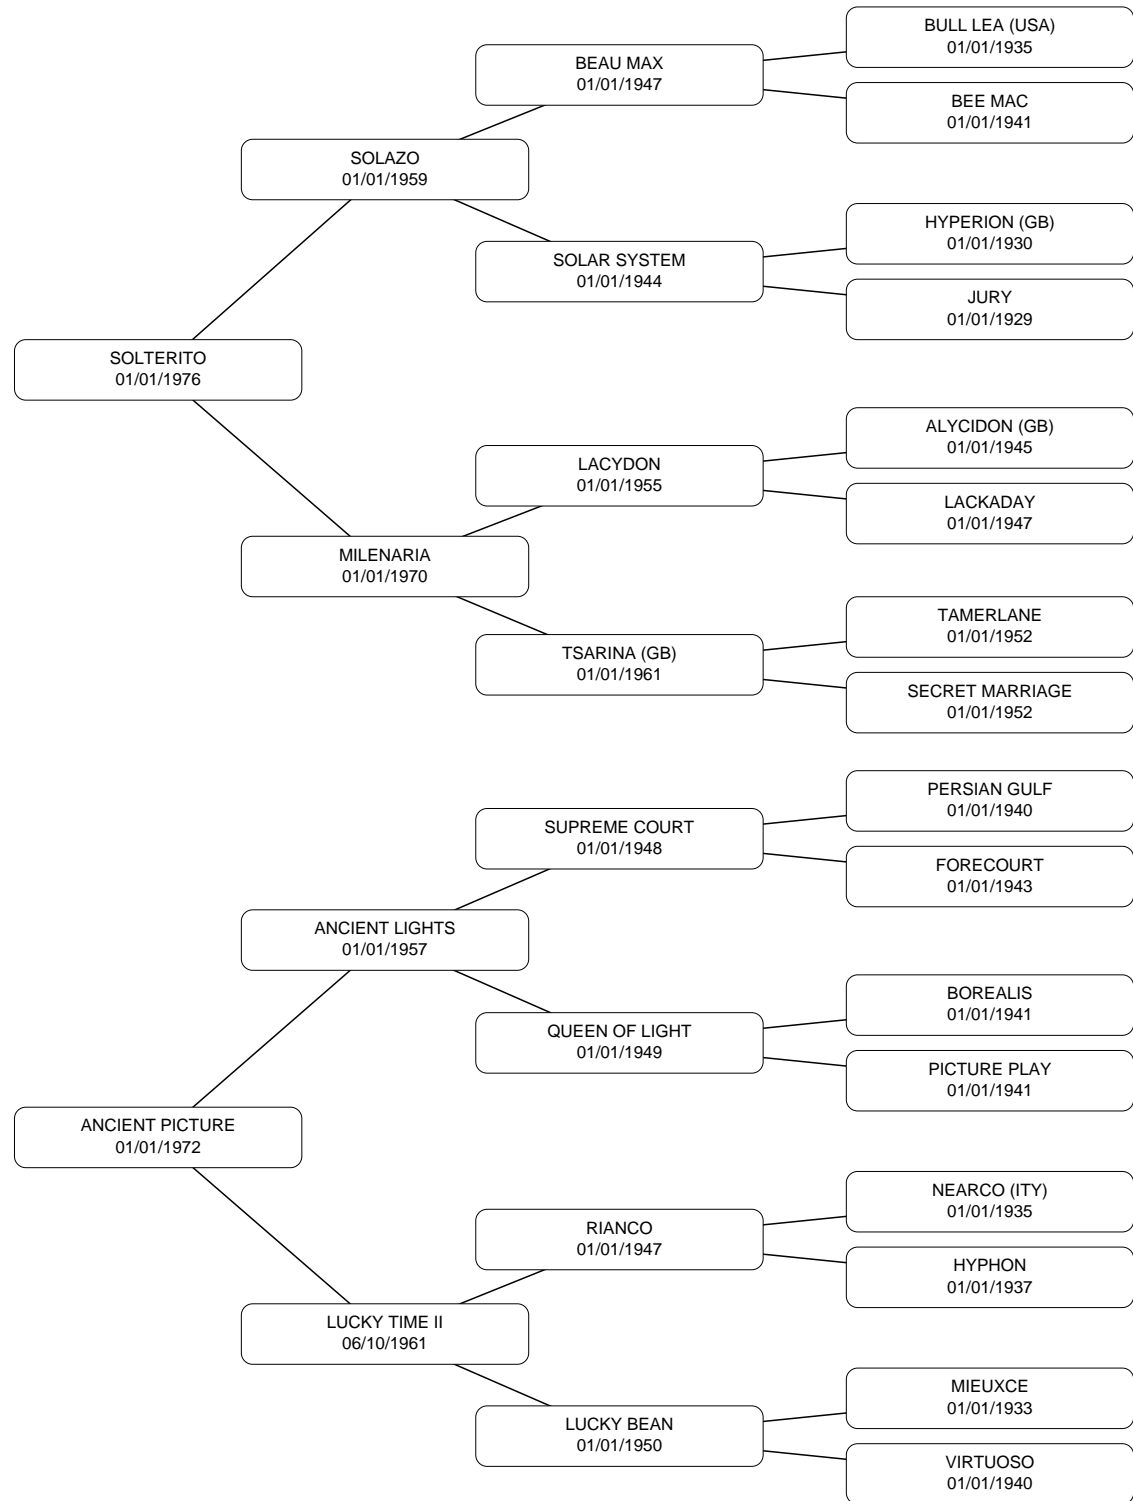 BULL LEA (USA)
01/01/1935
BEAU MAX
01/01/1947
BEE MAC
01/01/1941
SOLAZO
01/01/1959
HYPERION (GB)
01/01/1930
SOLAR SYSTEM
01/01/1944
JURY
01/01/1929
SOLTERITO
01/01/1976
ALYCIDON (GB)
01/01/1945
LACYDON
01/01/1955
LACKADAY
01/01/1947
MILENARIA
01/01/1970
TAMERLANE
01/01/1952
TSARINA (GB)
01/01/1961
SECRET MARRIAGE
01/01/1952
PERSIAN GULF
01/01/1940
SUPREME COURT
01/01/1948
FORECOURT
01/01/1943
ANCIENT LIGHTS
01/01/1957
BOREALIS
01/01/1941
QUEEN OF LIGHT
01/01/1949
PICTURE PLAY
01/01/1941
ANCIENT PICTURE
01/01/1972
NEARCO (ITY)
01/01/1935
RIANCO
01/01/1947
HYPHON
01/01/1937
LUCKY TIME II
06/10/1961
MIEUXCE
01/01/1933
LUCKY BEAN
01/01/1950
VIRTUOSO
01/01/1940